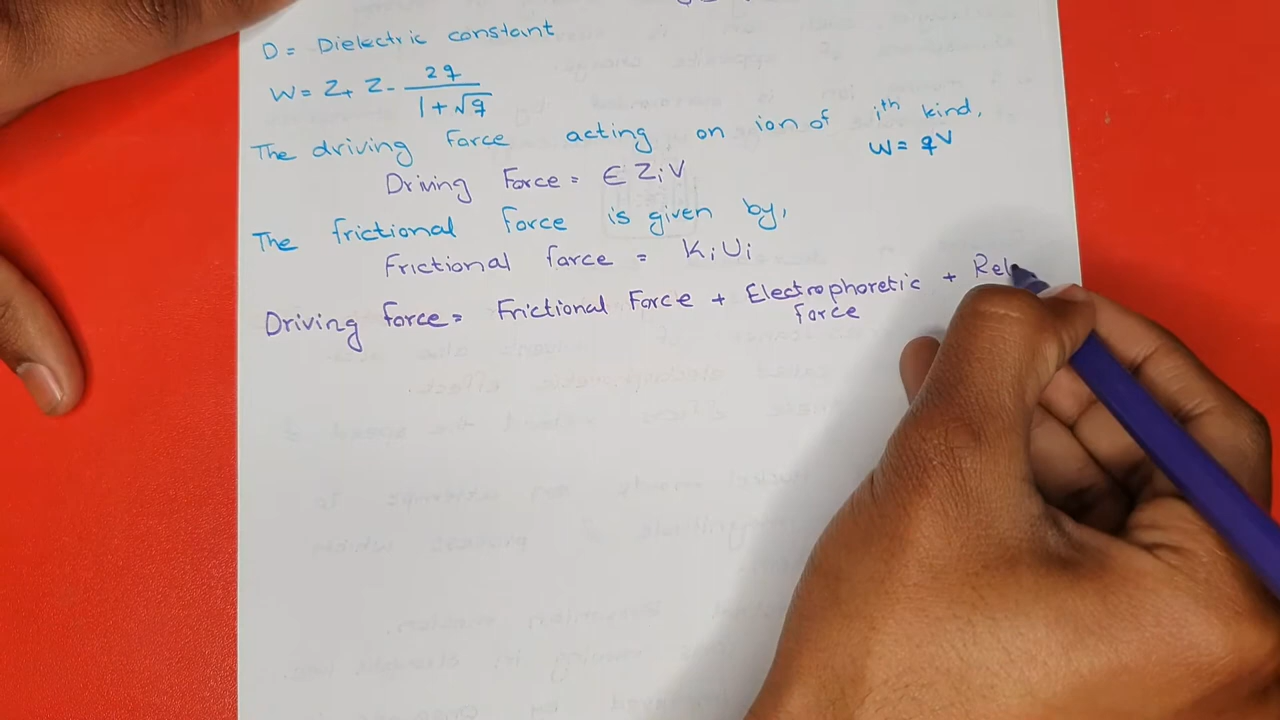 D = Dielectric constant
W = Z+ Z- 2q / 1 + √q
The driving force acting on ion of ith kind,
W = qV
Driving Force = ϵ Zi V
The frictional force is given by,
Frictional force = Ki Ui
Driving force = Frictional Force + Electrophoretic force + Rel